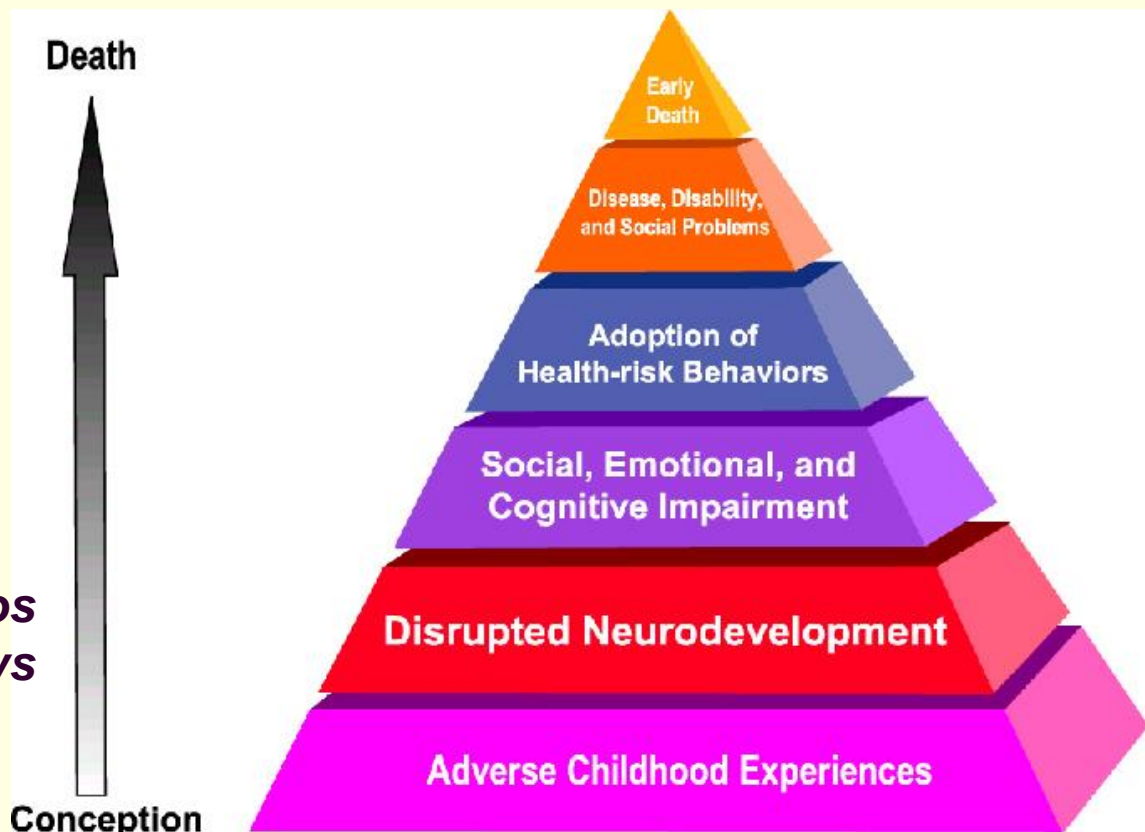 Death
Early
Death
Disease, Disability,
and Social Problems
Adoption of
Health-risk Behaviors
Social, Emotional, and
Cognitive Impairment
Disrupted Neurodevelopment
Adverse Childhood Experiences
Conception